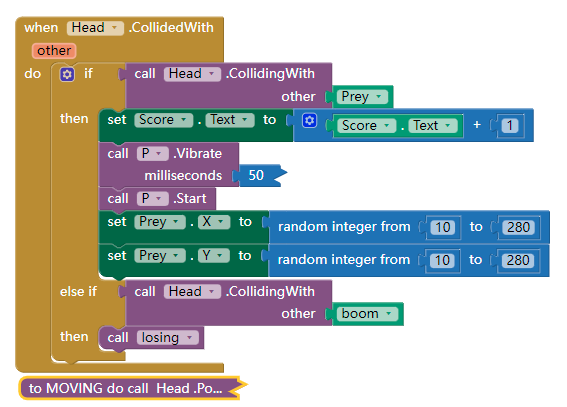 when Head .CollidedWith
other
do if call Head .CollidingWith
other Prey
then set Score . Text to Score . Text + 1
call P .Vibrate
milliseconds 50
call P .Start
set Prey . X to random integer from 10 to 280
set Prey . Y to random integer from 10 to 280
else if call Head .CollidingWith
other boom
then call losing
to MOVING do call Head .Po...